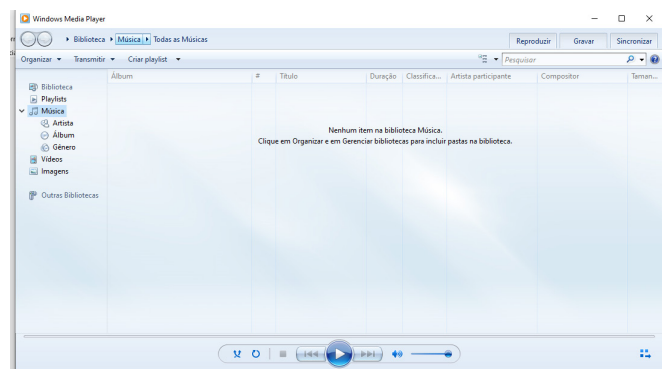 Windows Media Player
Biblioteca Música Todas as Músicas
Reproduzir Gravar Sincronizar
Organizar Transmitir Criar playlist
Pesquisar
Álbum # Título Duração Classifica... Artista participante Compositor Taman...
Biblioteca
Playlists
Música
Artista
Álbum
Gênero
Vídeos
Imagens
Outras Bibliotecas
Nenhum item na biblioteca Música.
Clique em Organizar e em Gerenciar bibliotecas para incluir pastas na biblioteca.